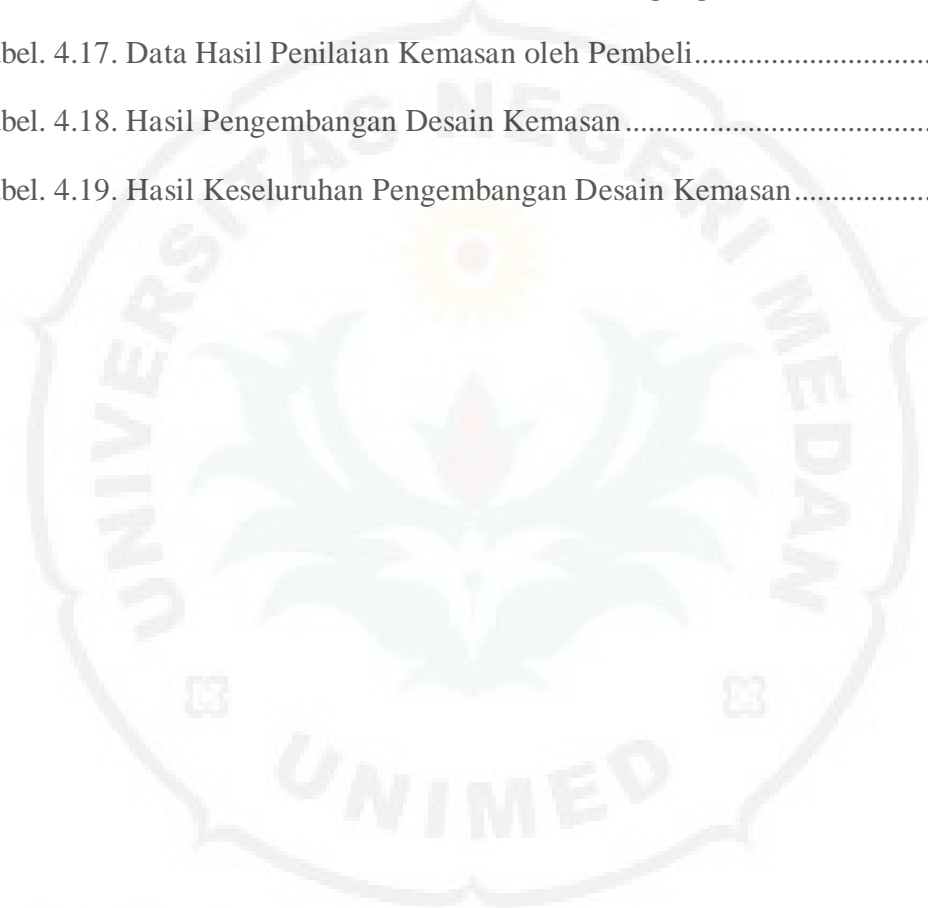 bel. 4.17. Data Hasil Penilaian Kemasan oleh Pembeli............................
bel. 4.18. Hasil Pengembangan Desain Kemasan.....................................
bel. 4.19. Hasil Keseluruhan Pengembangan Desain Kemasan.................
UNIVERSITAS NEGERI MEDAN
UNIMED